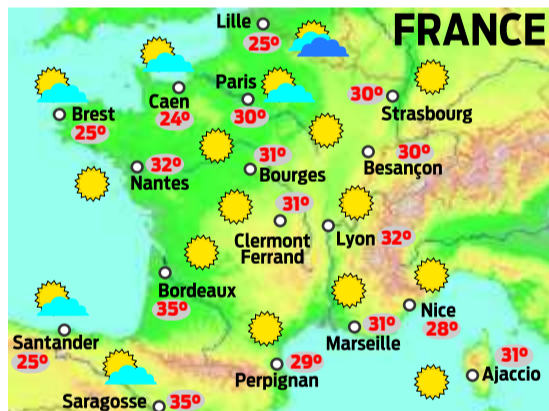 FRANCE
Lille
25°
Paris
30°
Caen
24°
Brest
25°
30°
Strasbourg
32°
Nantes
31°
Bourges
30°
Besançon
31°
Clermont
Ferrand
Lyon 32°
Bordeaux
35°
Nice
28°
31°
Marseille
Santander
25°
29°
Perpignan
31°
Ajaccio
Saragosse 35°